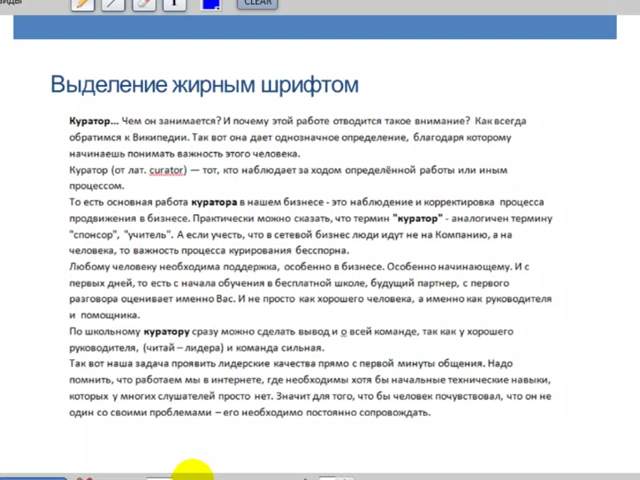 CLEAR
Выделение жирным шрифтом
Куратор... Чем он занимается? И почему этой работе отводится такое внимание? Как всегда
обратимся к Википедии. Так вот она дает однозначное определение, благодаря которому
начинаешь понимать важность этого человека.
Куратор (от лат. curator) — тот, кто наблюдает за ходом определённой работы или иным
процессом.
То есть основная работа куратора в нашем бизнесе - это наблюдение и корректировка процесса
продвижения в бизнесе. Практически можно сказать, что термин "куратор" - аналогичен термину
"спонсор", "учитель". А если учесть, что в сетевой бизнес люди идут не на Компанию, а на
человека, то важность процесса курирования бесспорна.
Любому человеку необходима поддержка, особенно в бизнесе. Особенно начинающему. И с
первых дней, то есть с начала обучения в бесплатной школе, будущий партнер, с первого
разговора оценивает именно Вас. И не просто как хорошего человека, а именно как руководителя
и помощника.
По школьному куратору сразу можно сделать вывод и о всей команде, так как у хорошего
руководителя, (читай – лидера) и команда сильная.
Так вот наша задача проявить лидерские качества прямо с первой минуты общения. Надо
помнить, что работаем мы в интернете, где необходимы хотя бы начальные технические навыки,
которых у многих слушателей просто нет. Значит для того, что бы человек почувствовал, что он не
один со своими проблемами – его необходимо постоянно сопровождать.